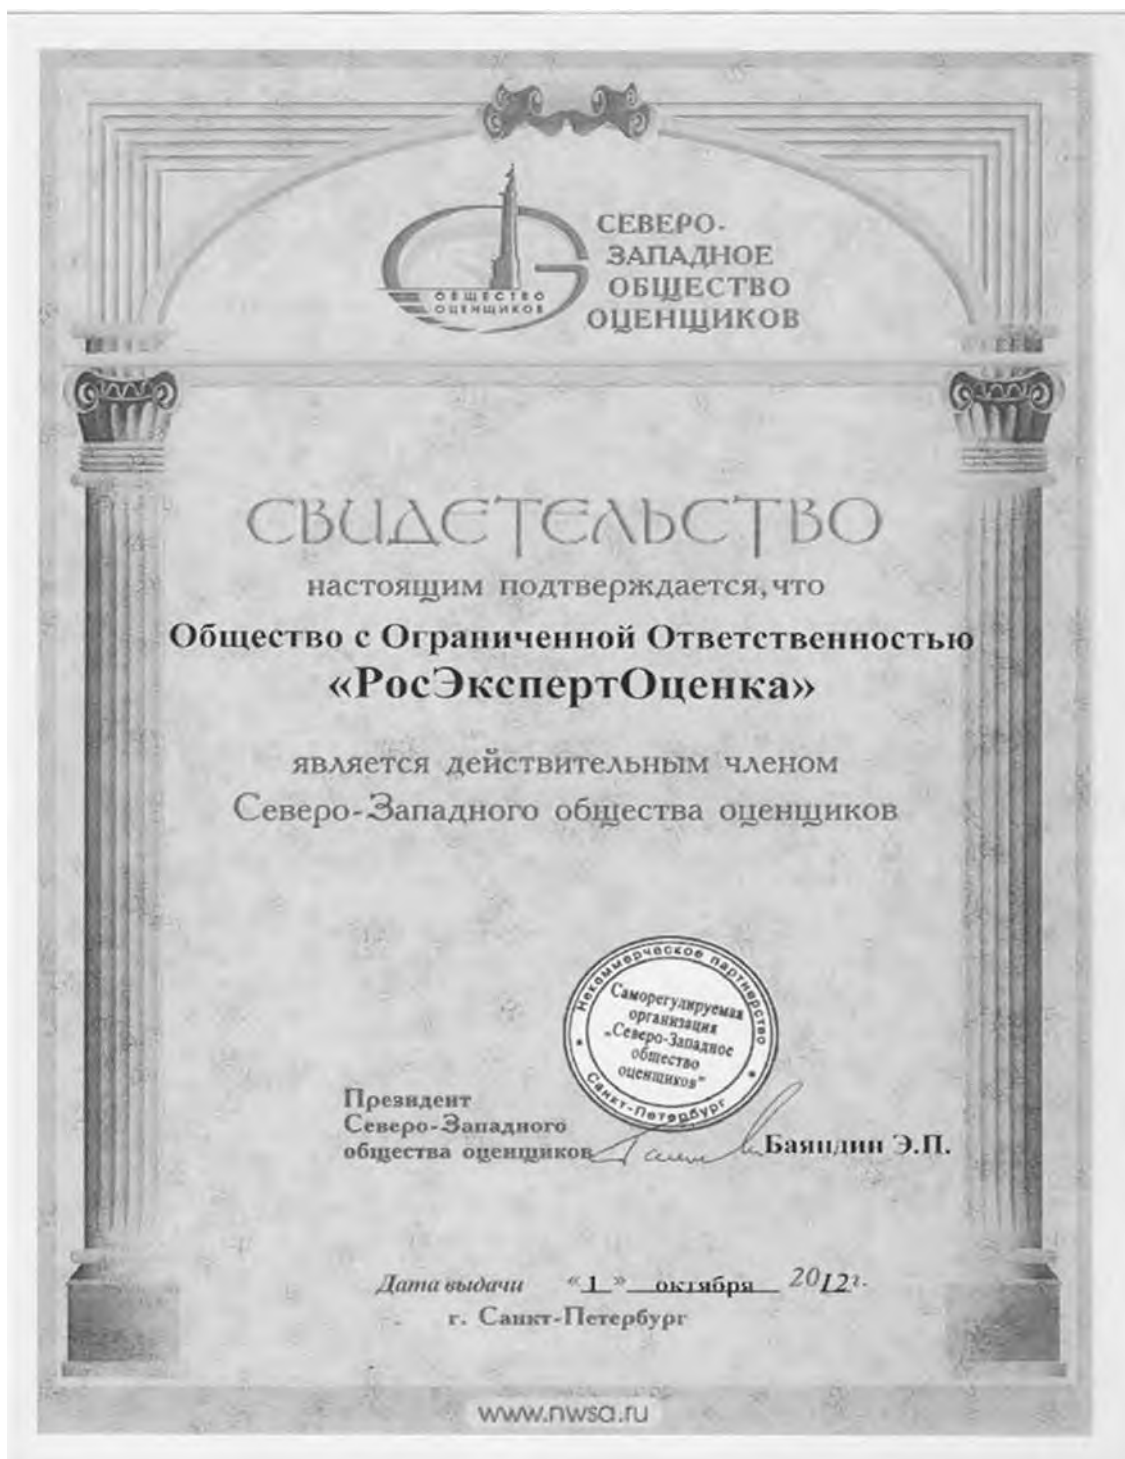 СЕВЕРО-
ЗАПАДНОЕ
ОБЩЕСТВО
ОЦЕНЩИКОВ
ОБЩЕСТВО
ОЦЕНЩИКОВ
СВИДЕТЕЛЬСТВО
настоящим подтверждается, что
Общество с Ограниченной Ответственностью
«РосЭкспертОценка»
является действительным членом
Северо-Западного общества оценщиков
Некоммерческое партнерство
Саморегулируемая
организация
„Северо-Западное
общество
оценщиков"
Санкт-Петербург
Президент
Северо-Западного
общества оценщиков
Баяндин Э.П.
Дата выдачи « 1 » октября 2012г.
г. Санкт-Петербург
www.nwsa.ru